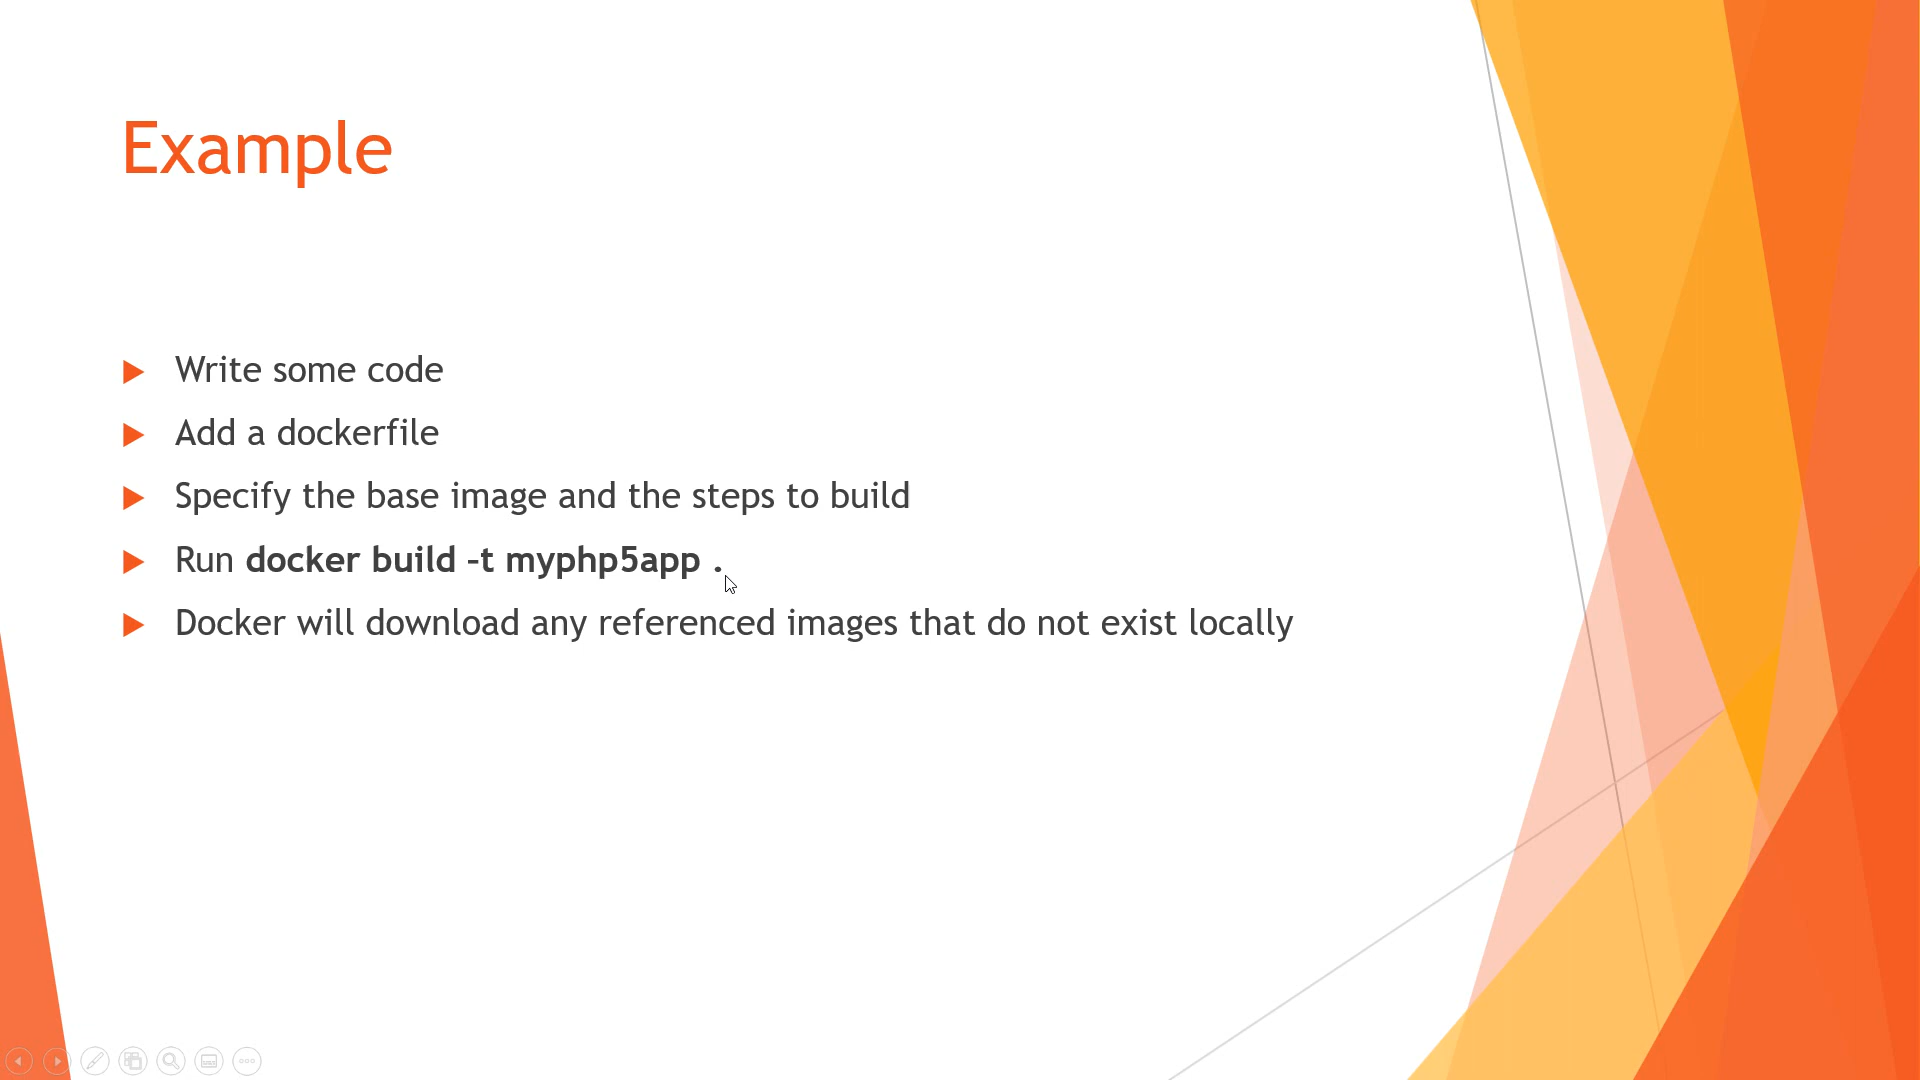 Example
Write some code
Add a dockerfile
Specify the base image and the steps to build
Run docker build –t myphp5app .
Docker will download any referenced images that do not exist locally